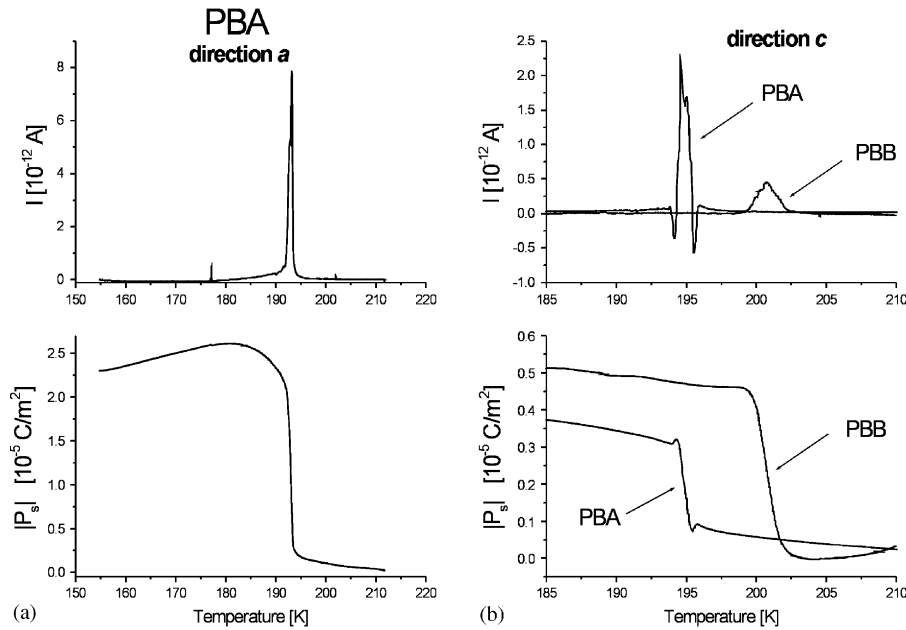 PBA
direction a
I [10⁻¹² A]
8
6
4
2
0
150 160 170 180 190 200 210 220
direction c
PBA
PBB
I [10⁻¹² A]
2.5
2.0
1.5
1.0
0.5
0.0
-0.5
-1.0
185 190 195 200 205 210
|Pₛ| [10⁻⁵ C/m²]
2.5
2.0
1.5
1.0
0.5
0.0
150 160 170 180 190 200 210 220
(a) Temperature [K]
|Pₛ| [10⁻⁵ C/m²]
0.6
0.5
0.4
0.3
0.2
0.1
0.0
PBB
PBA
185 190 195 200 205 210
(b) Temperature [K]